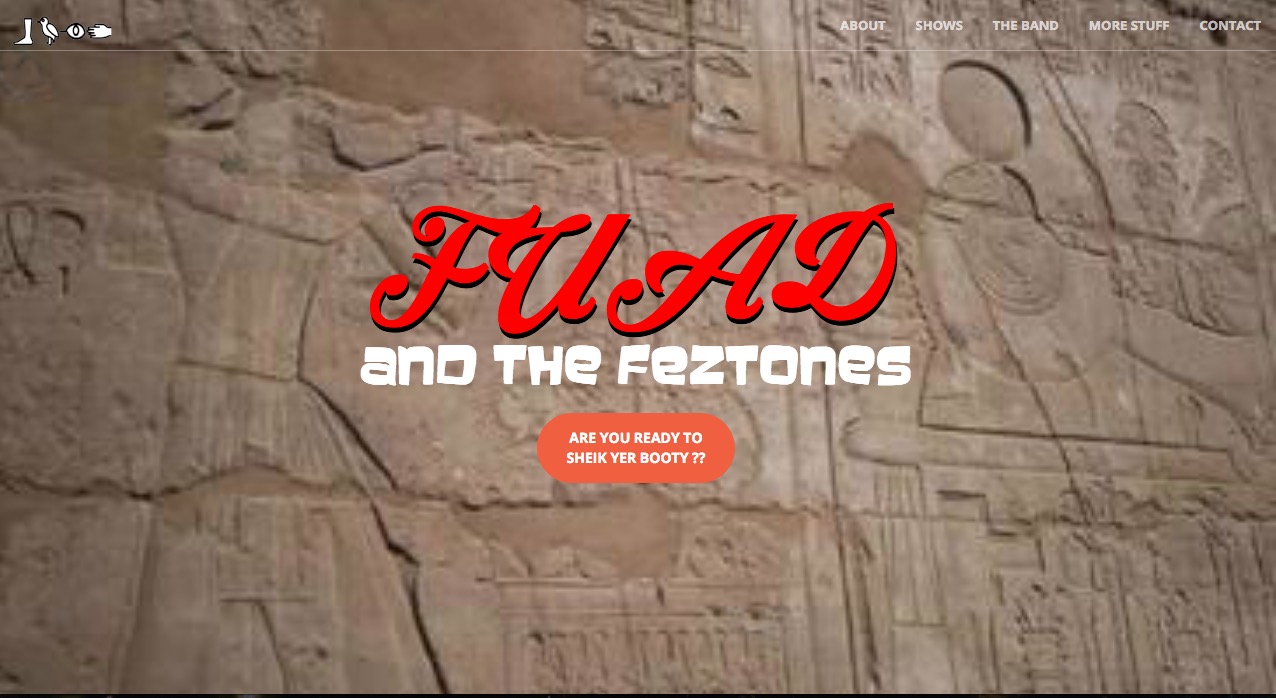 ABOUT SHOWS THE BAND MORE STUFF CONTACT
FUAD
and THe FezTones
ARE YOU READY TO
SHEIK YER BOOTY ??